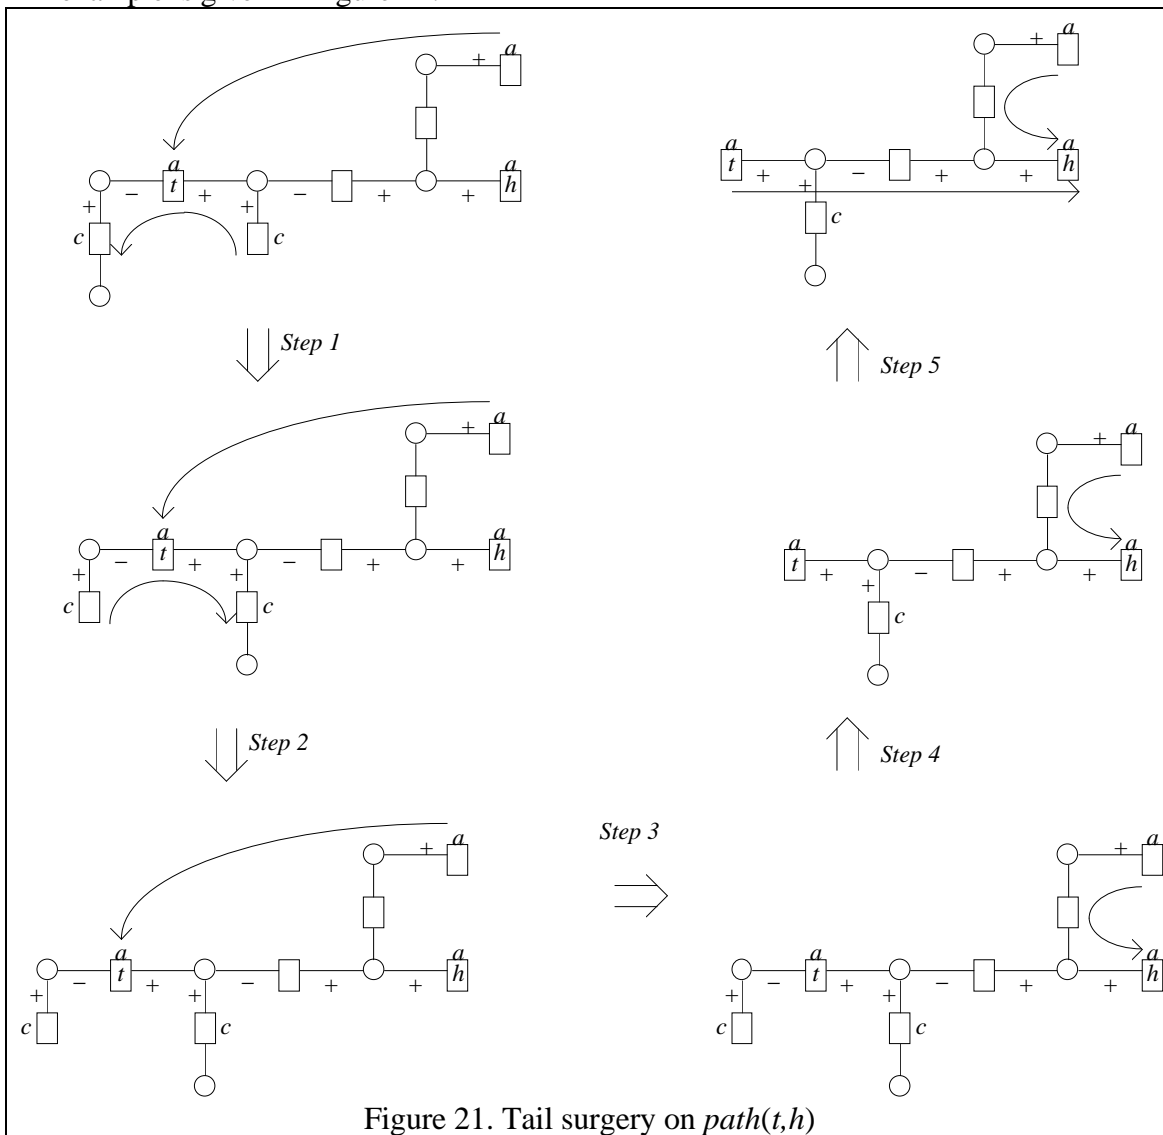 a
+
a a
t h
− + − + +
+ +
c c
Step 1
a
+
a a
t h
− + − + +
+ +
c c
Step 2
a
+
a a
t h
− + − + +
+ +
c c
Step 3
a
+
a a
t h
− + − + +
+ +
c c
Step 4
a
+
a a
t h
+ − + +
+
c
Step 5
a
+
a a
t h
+ − + +
+
c
Figure 21. Tail surgery on path(t,h)